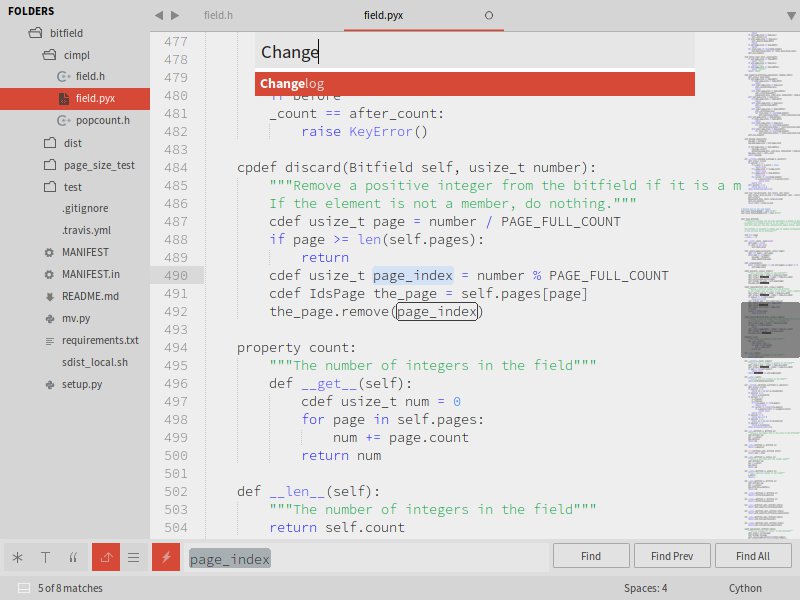 FOLDERS
bitfield
cimpl
field.h
field.pyx
popcount.h
dist
page_size_test
test
.gitignore
.travis.yml
MANIFEST
MANIFEST.in
README.md
mv.py
requirements.txt
sdist_local.sh
setup.py
field.h
field.pyx
Change
Changelog
477
478
479
480 if before
481 _count == after_count:
482 raise KeyError()
483
484 cpdef discard(Bitfield self, usize_t number):
485 """Remove a positive integer from the bitfield if it is a m
486 If the element is not a member, do nothing."""
487 cdef usize_t page = number / PAGE_FULL_COUNT
488 if page >= len(self.pages):
489 return
490 cdef usize_t page_index = number % PAGE_FULL_COUNT
491 cdef IdsPage the_page = self.pages[page]
492 the_page.remove(page_index)
493
494 property count:
495 """The number of integers in the field"""
496 def __get__(self):
497 cdef usize_t num = 0
498 for page in self.pages:
499 num += page.count
500 return num
501
502 def __len__(self):
503 """The number of integers in the field"""
504 return self.count
page_index
Find
Find Prev
Find All
5 of 8 matches
Spaces: 4
Cython